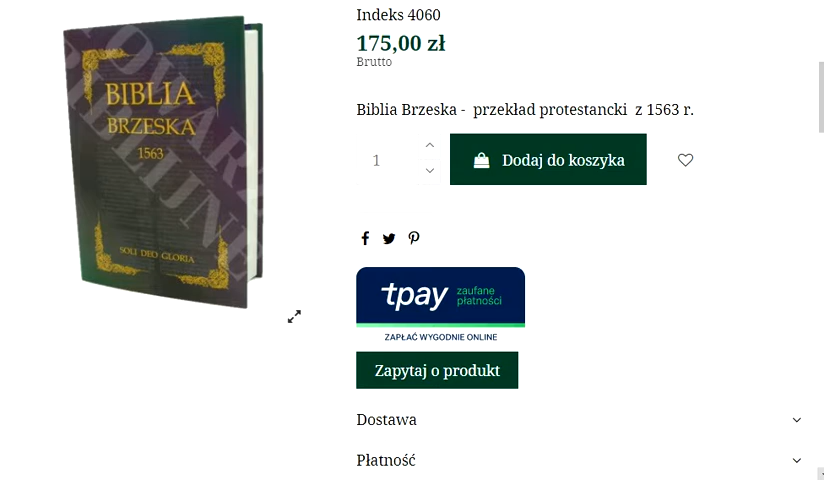 BIBLIA
BRZESKA
1563
SOLI DEO GLORIA
Indeks 4060
175,00 zł
Brutto
Biblia Brzeska - przekład protestancki z 1563 r.
1
Dodaj do koszyka
tpay zaufane
płatności
ZAPŁAĆ WYGODNIE ONLINE
Zapytaj o produkt
Dostawa
Płatność